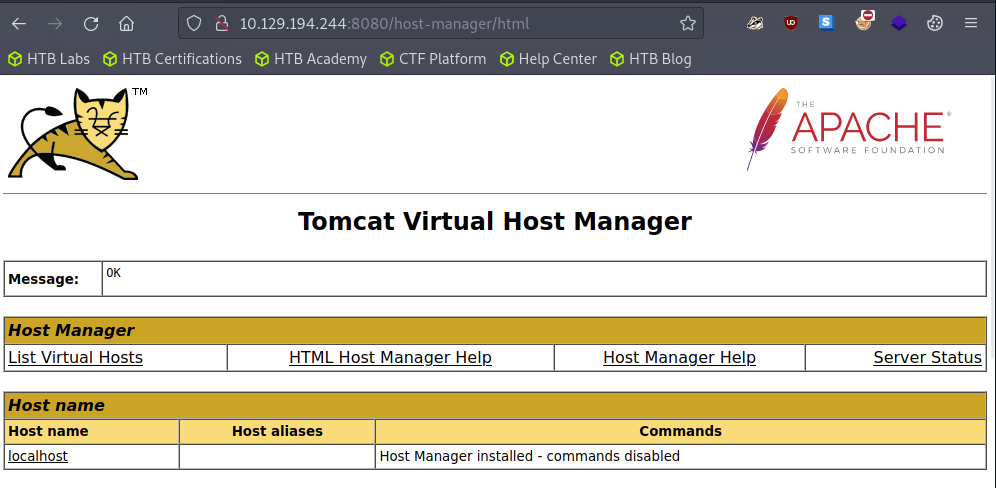 10.129.194.244:8080/host-manager/html
HTB Labs HTB Certifications HTB Academy CTF Platform Help Center HTB Blog
TM
THE
APACHE®
SOFTWARE FOUNDATION
Tomcat Virtual Host Manager
Message: OK
Host Manager
List Virtual Hosts HTML Host Manager Help Host Manager Help Server Status
Host name
Host name Host aliases Commands
localhost Host Manager installed - commands disabled